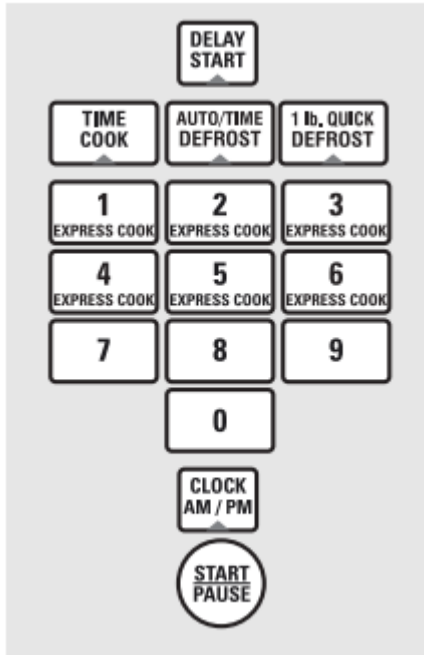 DELAY
START
TIME
COOK
AUTO/TIME
DEFROST
1 lb. QUICK
DEFROST
1
EXPRESS COOK
2
EXPRESS COOK
3
EXPRESS COOK
4
EXPRESS COOK
5
EXPRESS COOK
6
EXPRESS COOK
7
8
9
0
CLOCK
AM / PM
START
PAUSE